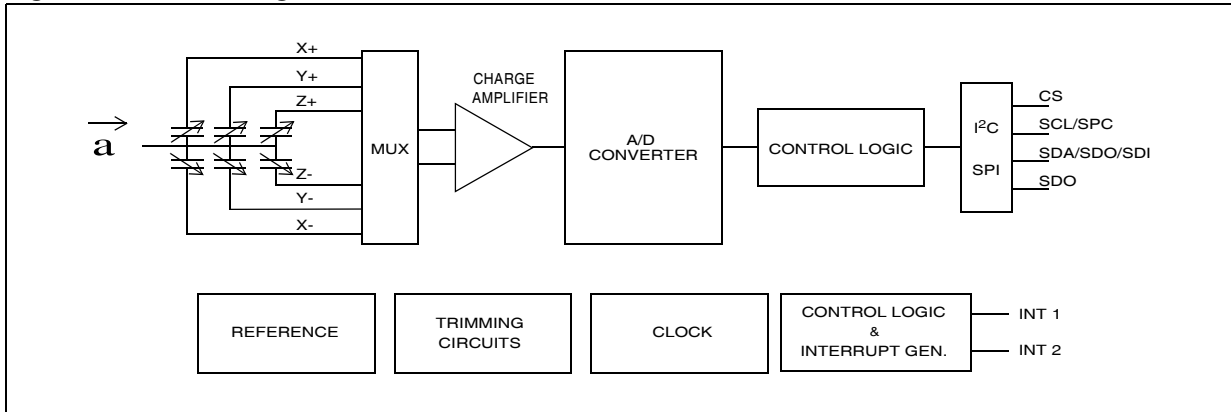 X+
Y+
Z+
a
Z-
Y-
X-
MUX
CHARGE
AMPLIFIER
A/D
CONVERTER
CONTROL LOGIC
I²C
SPI
CS
SCL/SPC
SDA/SDO/SDI
SDO
REFERENCE
TRIMMING
CIRCUITS
CLOCK
CONTROL LOGIC
&
INTERRUPT GEN.
INT 1
INT 2